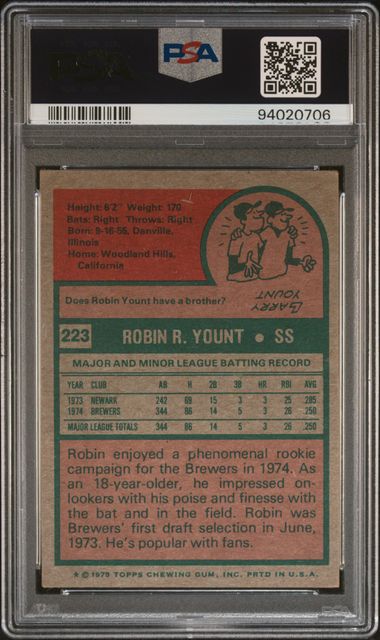 PSA
94020706
Height: 6'2" Weight: 170
Bats: Right Throws: Right
Born: 9-16-55, Danville,
Illinois
Home: Woodland Hills,
California
LARRY
YOUNT
Does Robin Yount have a brother?
223 ROBIN R. YOUNT • SS
MAJOR AND MINOR LEAGUE BATTING RECORD
YEAR CLUB AB H 2B 3B HR RBI AVG
1973 NEWARK 242 69 15 3 3 25 .285
1974 BREWERS 344 86 14 5 3 26 .250
MAJOR LEAGUE TOTALS 344 86 14 5 3 26 .250
Robin enjoyed a phenomenal rookie
campaign for the Brewers in 1974. As
an 18-year-older, he impressed on-
lookers with his poise and finesse with
the bat and in the field. Robin was
Brewers' first draft selection in June,
1973. He's popular with fans.
★ © 1975 TOPPS CHEWING GUM, INC. PRTD IN U.S.A.